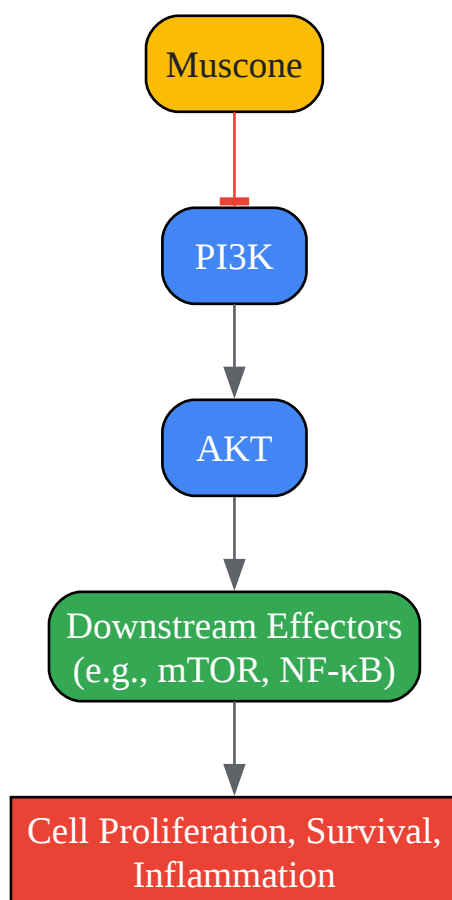 Muscone
PI3K
AKT
Downstream Effectors
(e.g., mTOR, NF-κB)
Cell Proliferation, Survival,
Inflammation